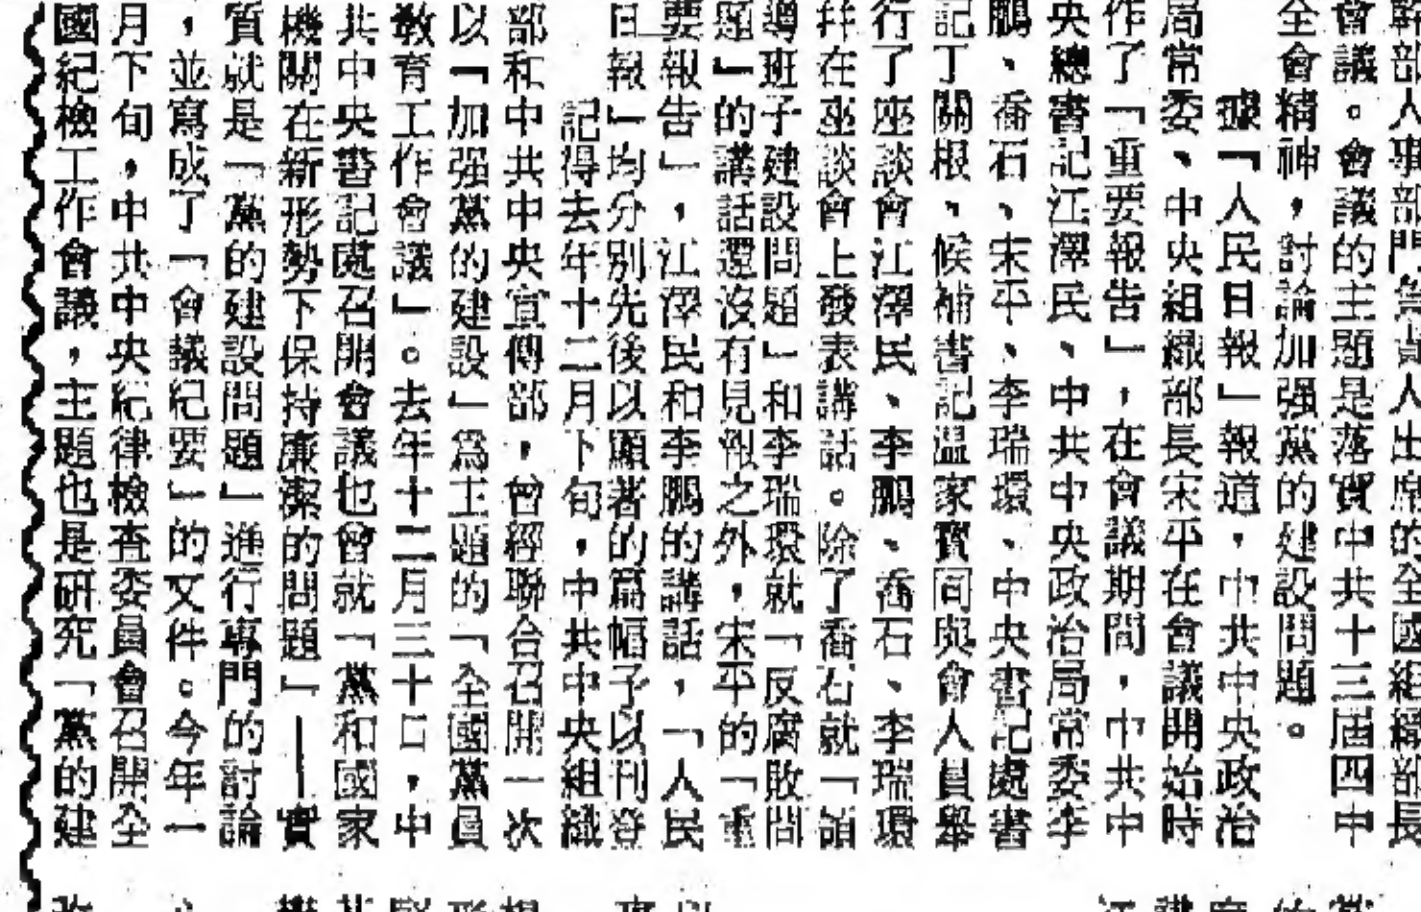 幹部人事部門負責人出席的全國組織部長
會議。會議的主題是落實中共十三屆四中
全會精神，討論加强黨的建設問題。
據「人民日報」報道，中共中央政治
局常委、中央組織部長宋平在會議開始時
作了「重要報告」，在會議期間，中共中
央總書記江澤民、中共中央政治局常委李
鵬、喬石、宋平、李瑞環、中央書記處書
記丁關根、候補書記温家寶同與會人員舉
行了座談會江澤民、李鵬、喬石、李瑞環
幷在座談會上發表講話。除了喬石就「領
導班子建設問題」和李瑞環就「反腐敗問
題」的講話還沒有見報之外，宋平的「重
要報告」，江澤民和李鵬的講話，「人民
日報」均分別先後以顯著的篇幅予以刊登
記得去年十二月下旬，中共中央組織
部和中共中央宣傳部，曾經聯合召開一次
以「加强黨的建設」爲主題的「全國黨員
敎育工作會議」。去年十二月三十日，中
共中央書記處召開會議也曾就「黨和國家
機關在新形勢下保持廉潔的問題」——實
質就是「黨的建設問題」進行專門的討論
，並寫成了「會議紀要」的文件。今年一
月下旬，中共中央紀律檢查委員會召開全
國紀檢工作會議，主題也是研究「黨的建